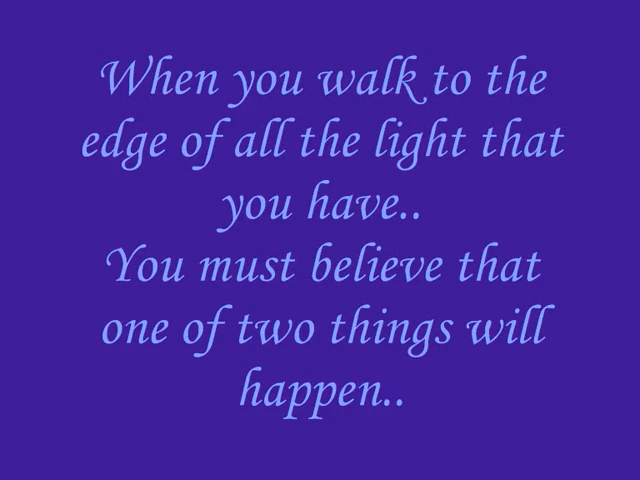 When you walk to the
edge of all the light that
you have..
You must believe that
one of two things will
happen..